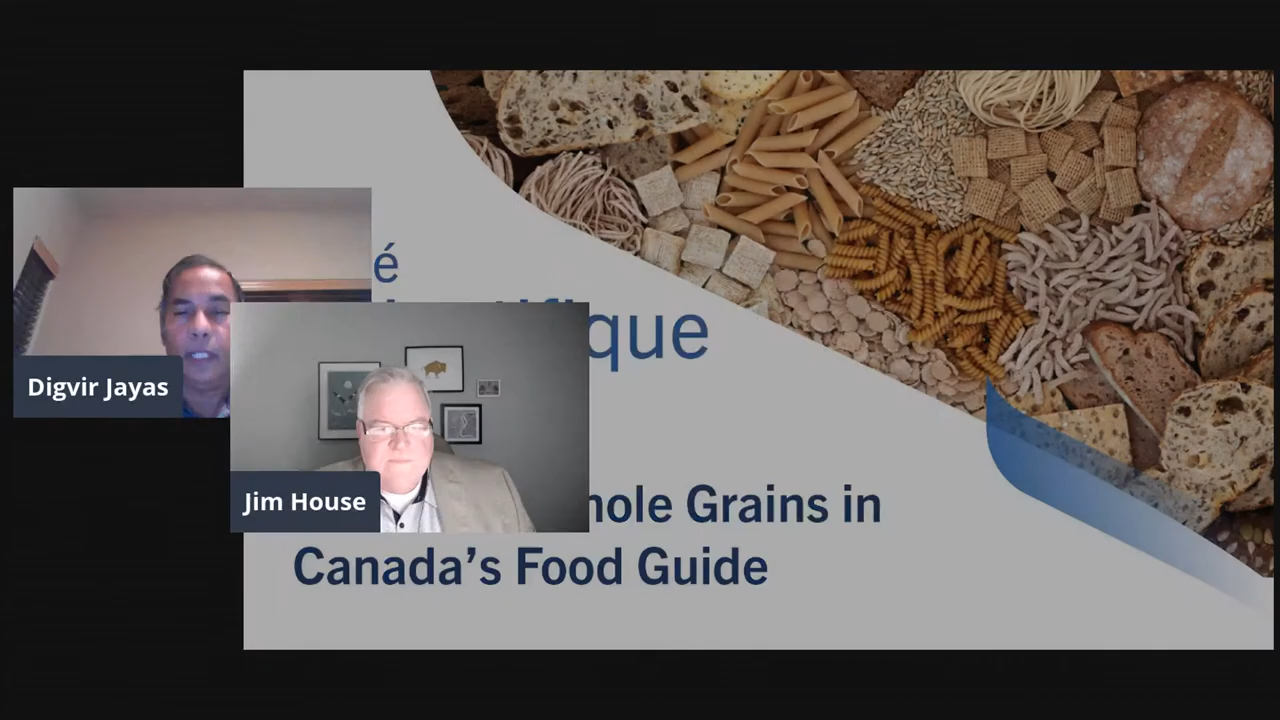 é
que
Digvir Jayas
Jim House
hole Grains in
Canada's Food Guide